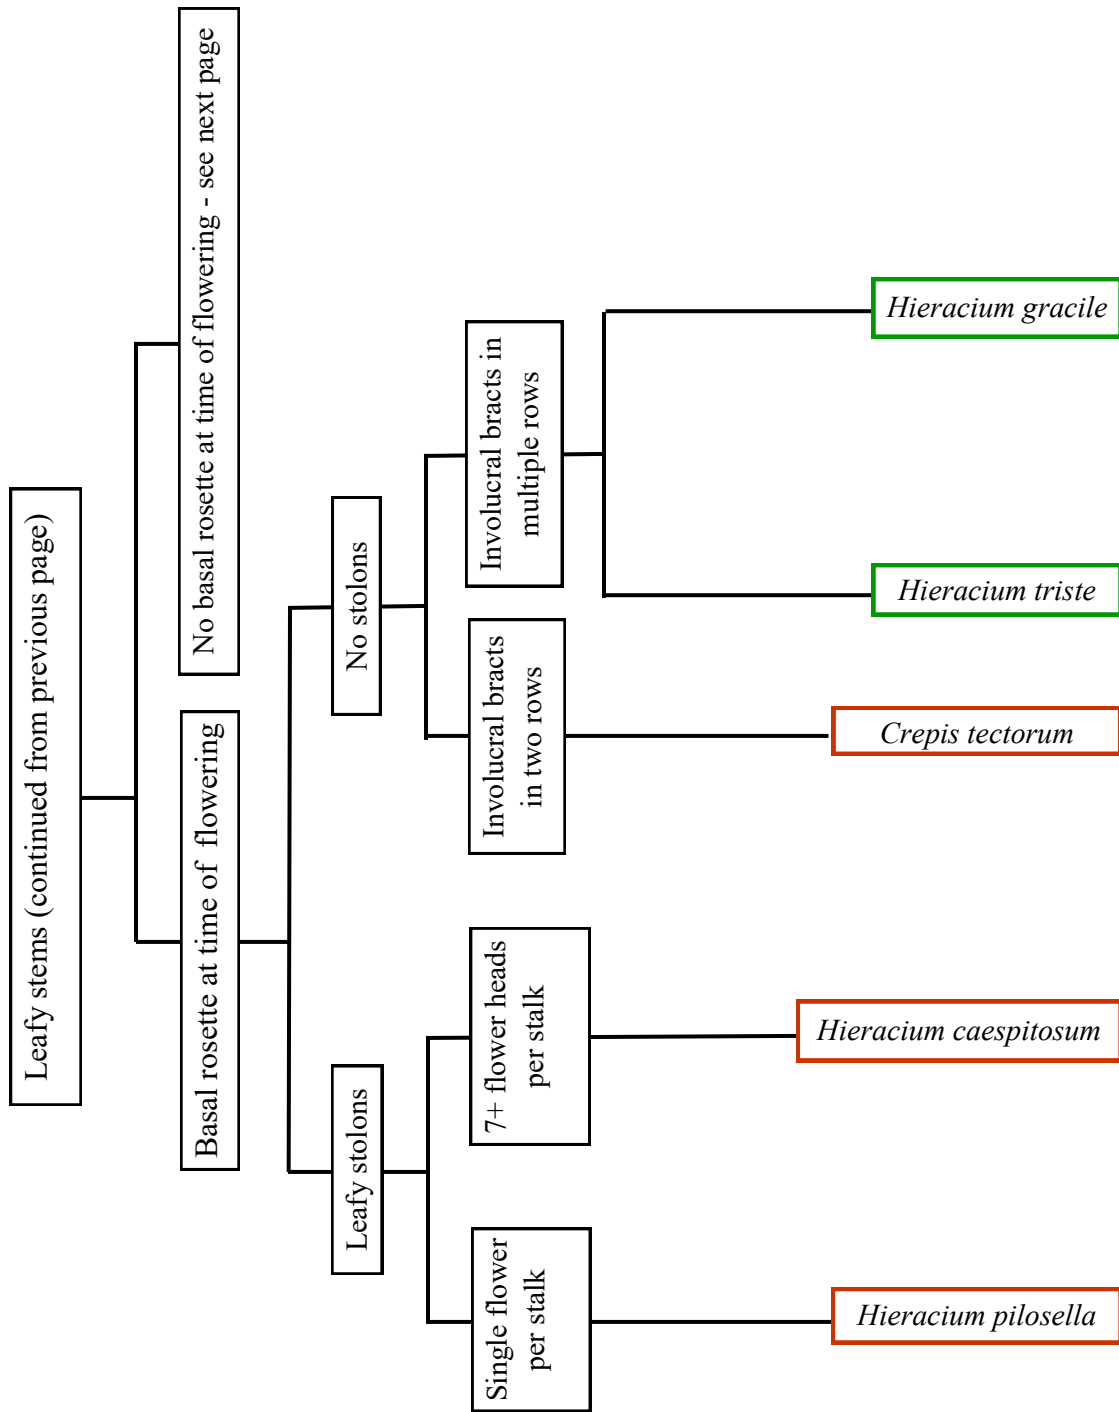 Leafy stems (continued from previous page)
Basal rosette at time of flowering
No basal rosette at time of flowering - see next page
Leafy stolons
No stolons
Single flower
per stalk
7+ flower heads
per stalk
Involucral bracts
in two rows
Involucral bracts in
multiple rows
Hieracium pilosella
Hieracium caespitosum
Crepis tectorum
Hieracium triste
Hieracium gracile